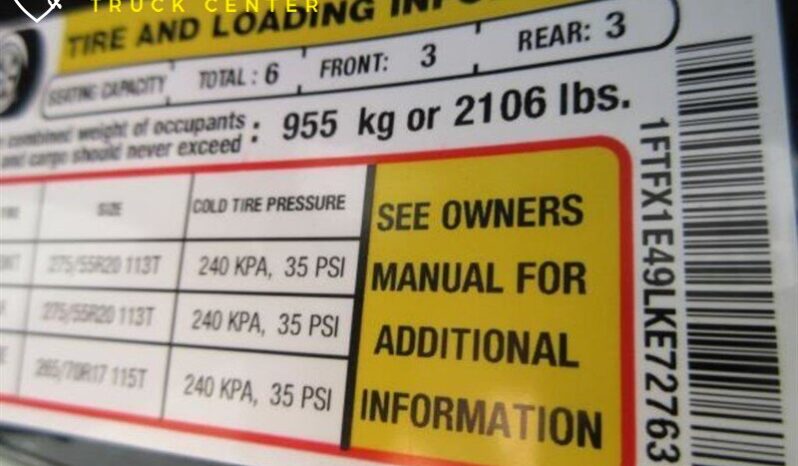 TRUCK CENTER
TIRE AND LOADING
SEATING CAPACITY TOTAL : 6 FRONT: 3 REAR: 3
combined weight of occupants
and cargo should never exceed : 955 kg or 2106 lbs.
SIZE COLD TIRE PRESSURE
275/55R20 113T 240 KPA, 35 PSI
275/55R20 113T 240 KPA, 35 PSI
265/70R17 115T 240 KPA, 35 PSI
SEE OWNERS
MANUAL FOR
ADDITIONAL
INFORMATION
1FTFX1E49LKE72763